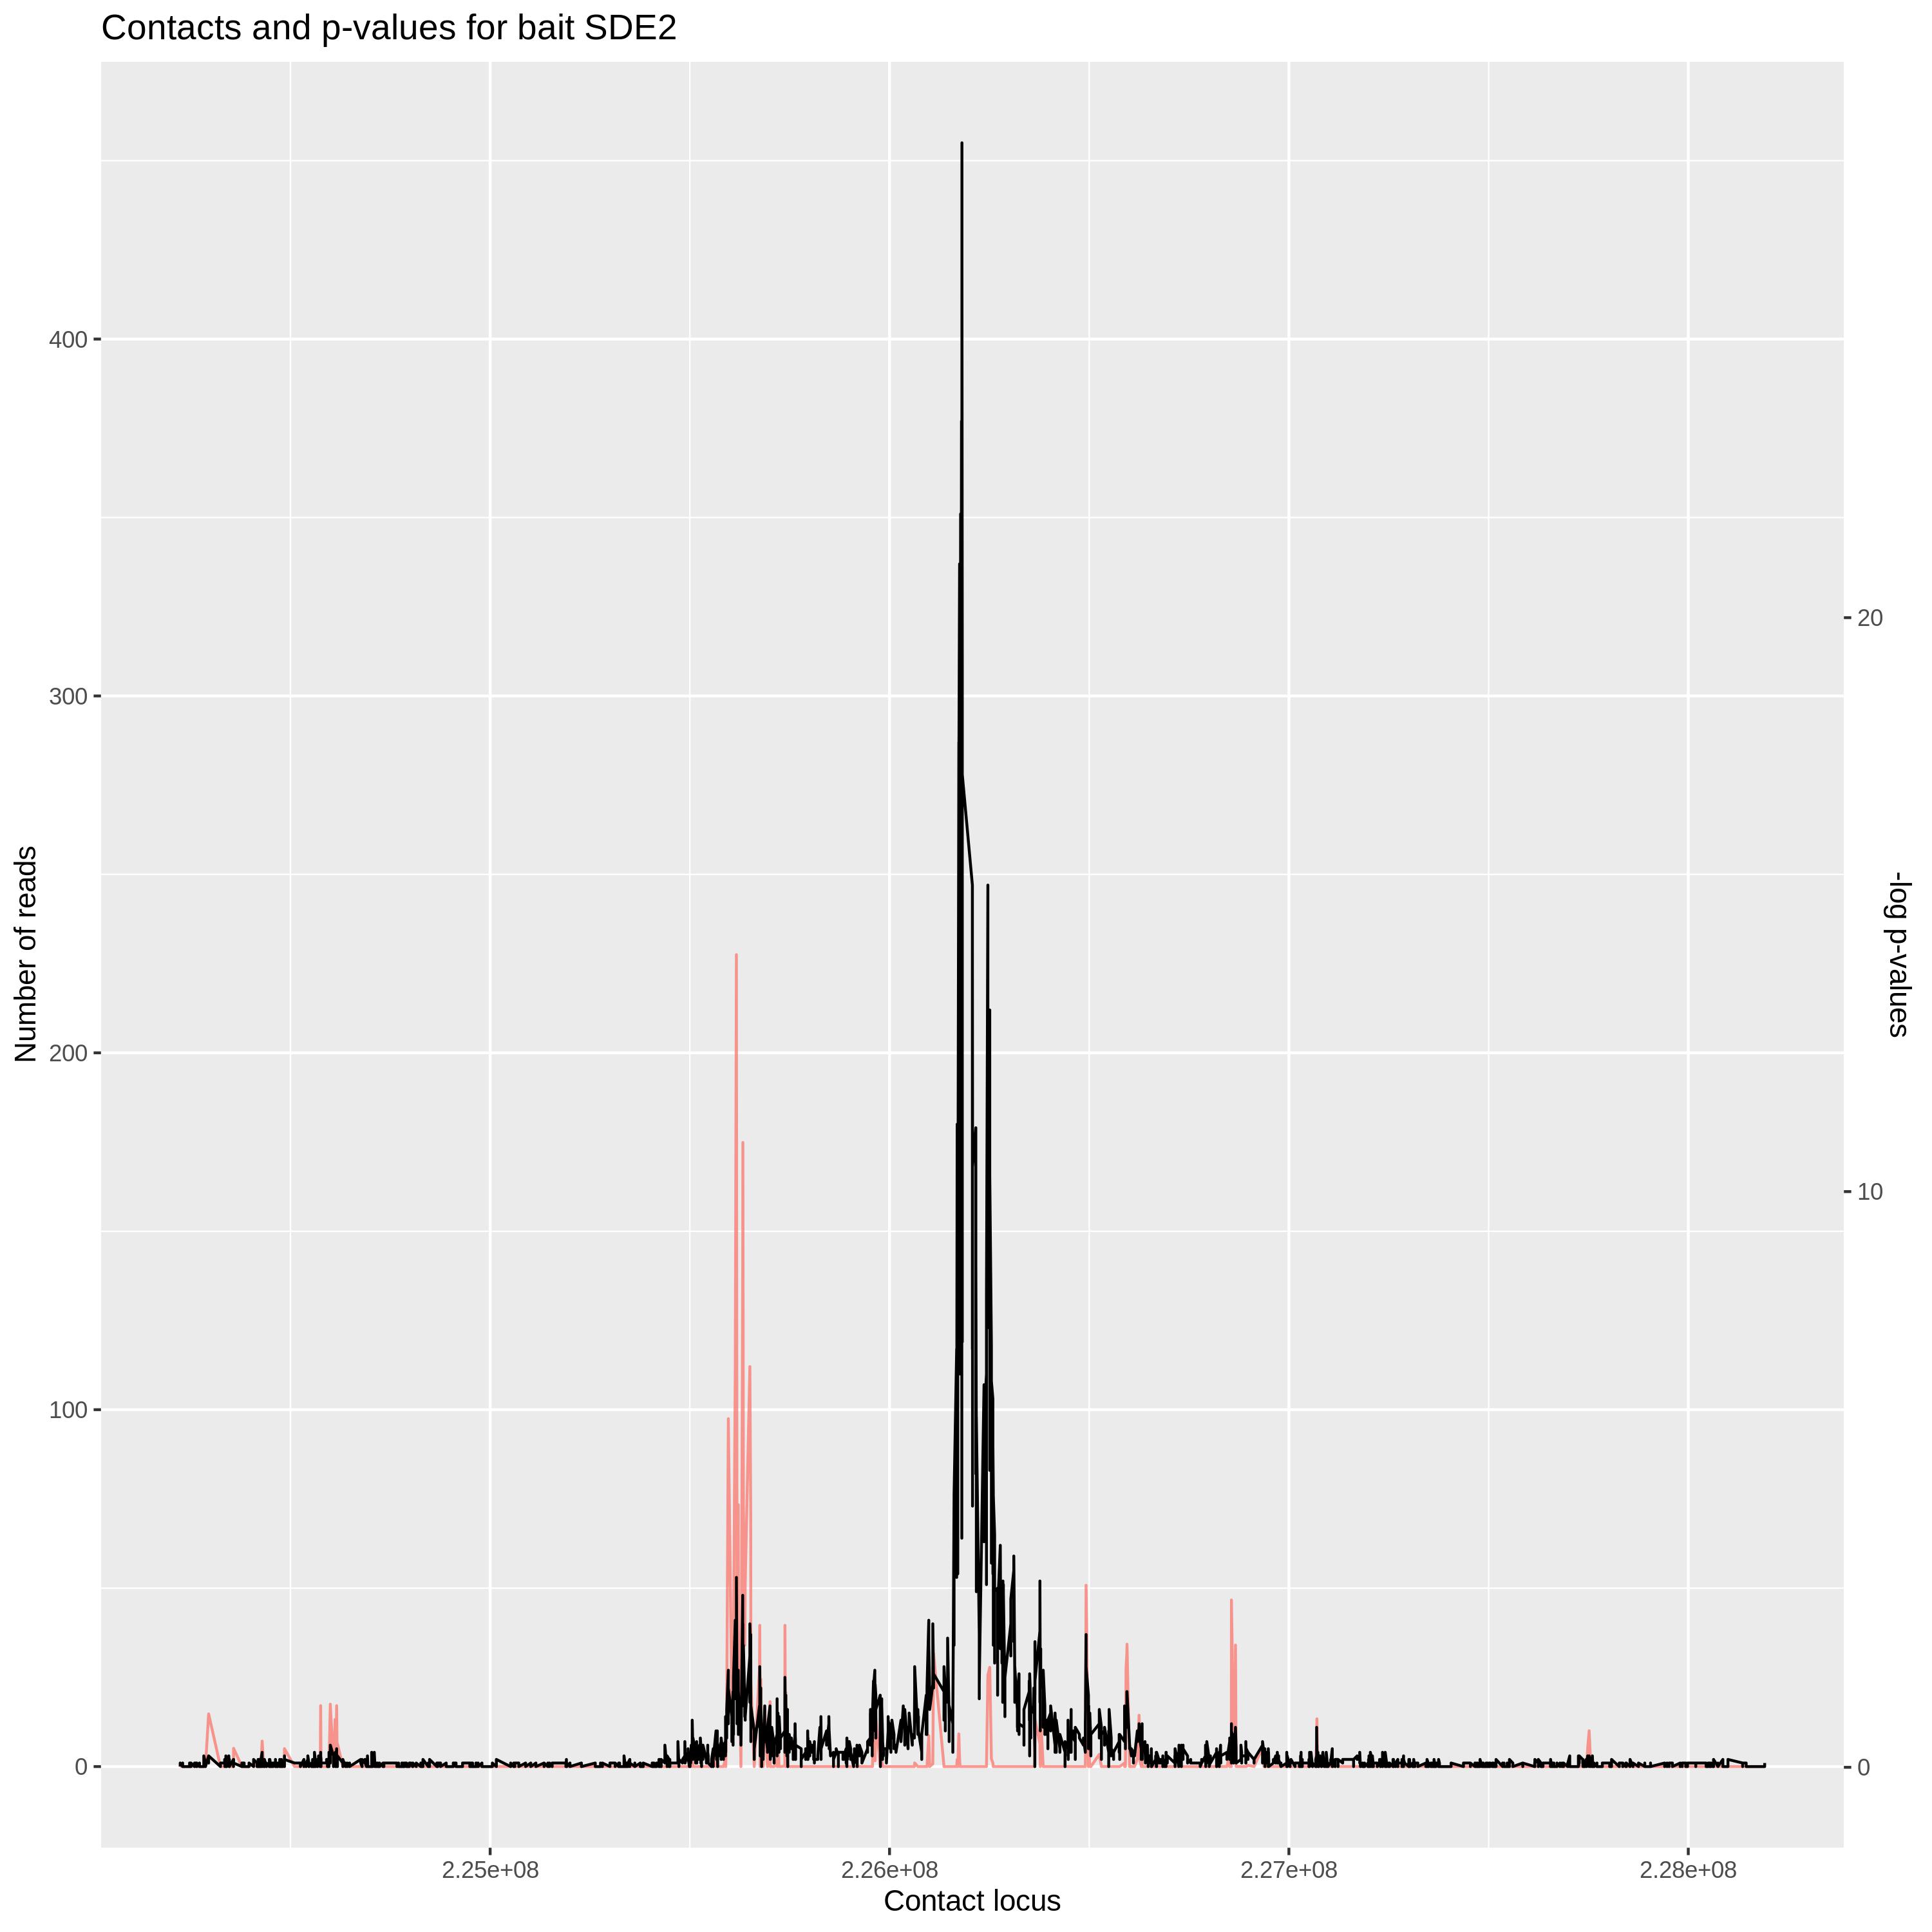 Contacts and p-values for bait SDE2
400
300
200
100
0
Number of reads
20
10
0
-log p-values
2.25e+08
2.26e+08
2.27e+08
2.28e+08
Contact locus